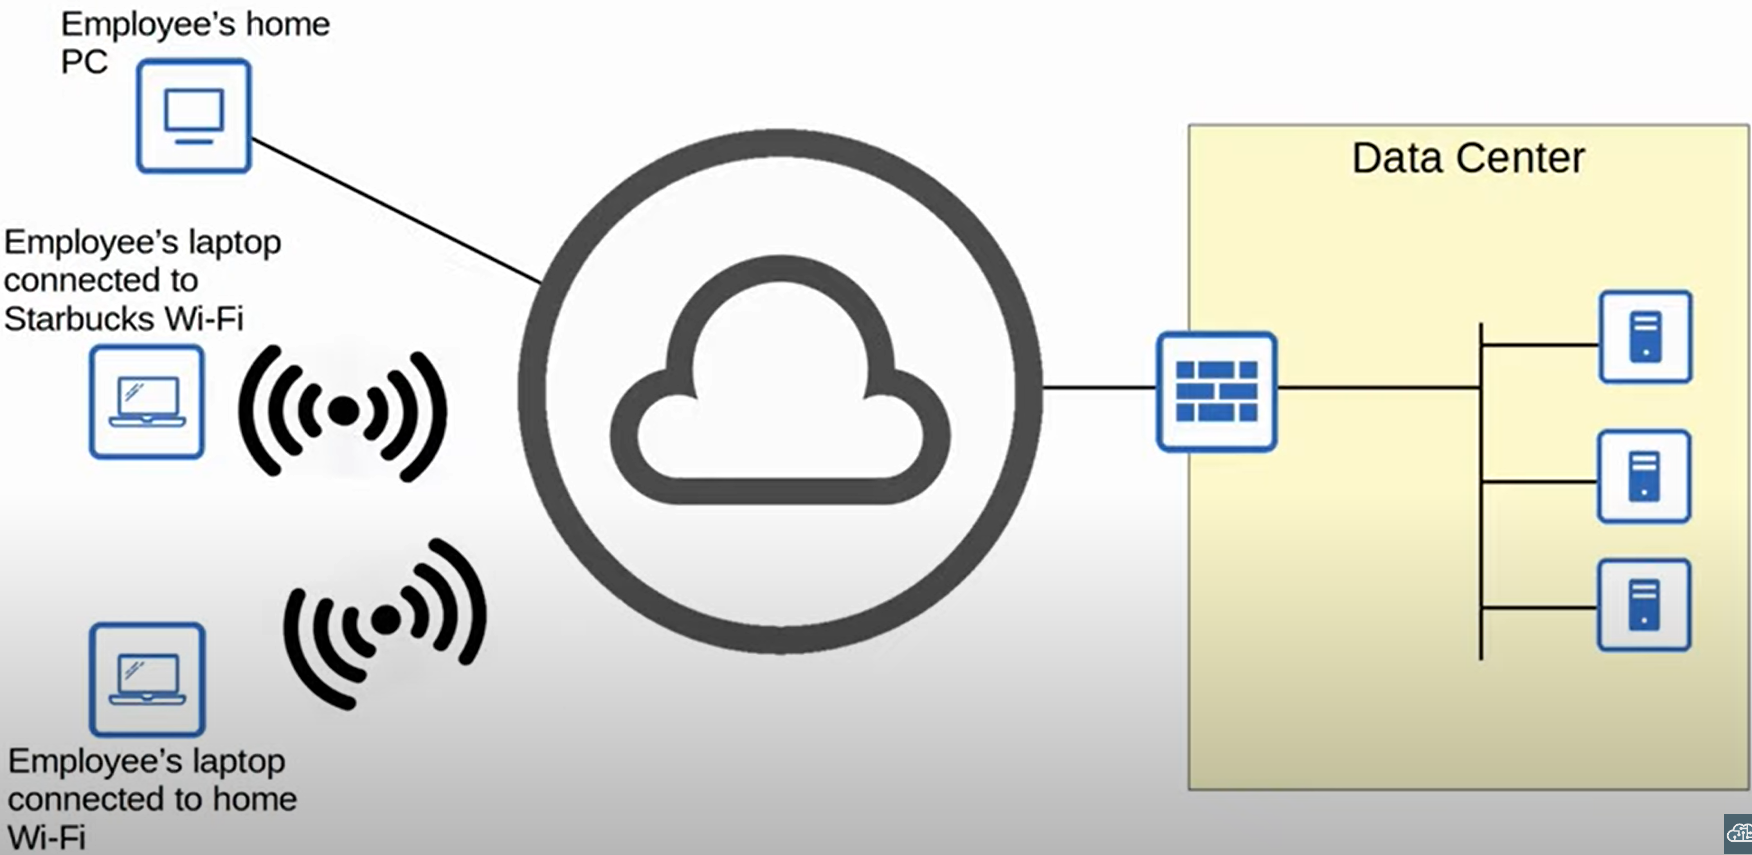 Employee’s home
PC
Data Center
Employee’s laptop
connected to
Starbucks Wi-Fi
Employee’s laptop
connected to home
Wi-Fi